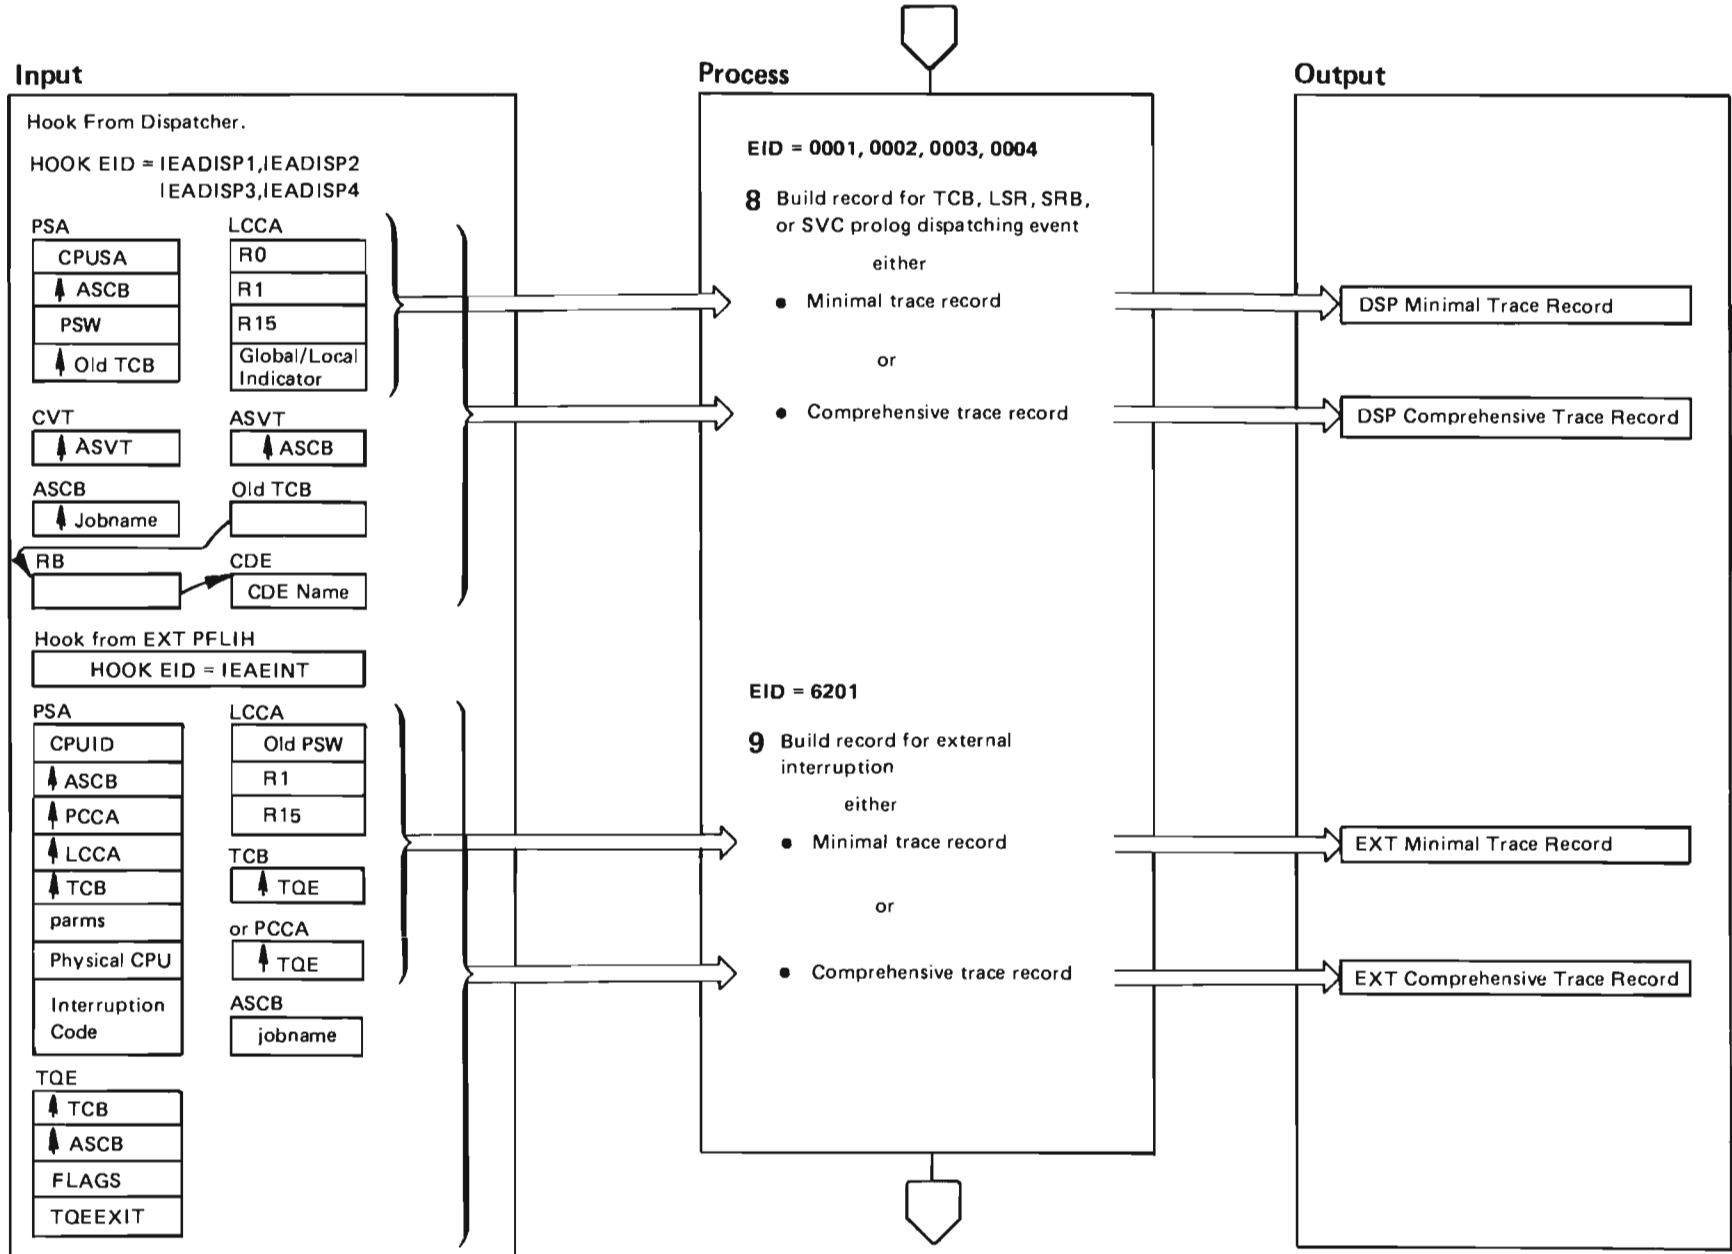 Input
Process
Output
Hook From Dispatcher.
HOOK EID = IEADISP1,IEADISP2
IEADISP3,IEADISP4
PSA
CPUSA
ASCB
PSW
Old TCB
LCCA
R0
R1
R15
Global/Local
Indicator
CVT
ASVT
ASVT
ASCB
ASCB
Jobname
Old TCB
RB
CDE
CDE Name
Hook from EXT PFLIH
HOOK EID = IEAEINT
PSA
CPUID
ASCB
PCCA
LCCA
TCB
parms
Physical CPU
Interruption
Code
LCCA
Old PSW
R1
R15
TCB
TQE
or PCCA
TQE
ASCB
jobname
TQE
TCB
ASCB
FLAGS
TQEEXIT
EID = 0001, 0002, 0003, 0004
8 Build record for TCB, LSR, SRB,
or SVC prolog dispatching event
either
• Minimal trace record
or
• Comprehensive trace record
EID = 6201
9 Build record for external
interruption
either
• Minimal trace record
or
• Comprehensive trace record
DSP Minimal Trace Record
DSP Comprehensive Trace Record
EXT Minimal Trace Record
EXT Comprehensive Trace Record